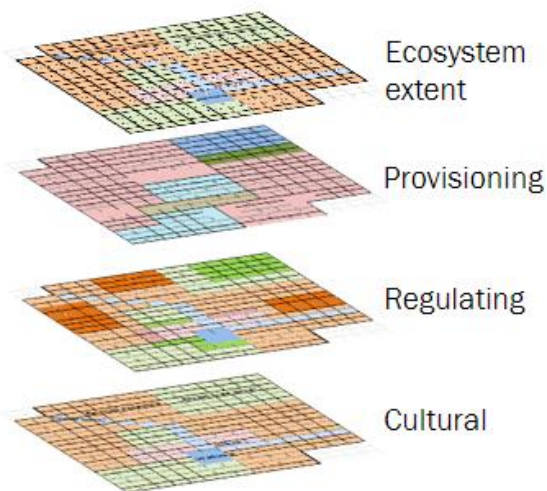 Ecosystem
extent
Provisioning
Regulating
Cultural